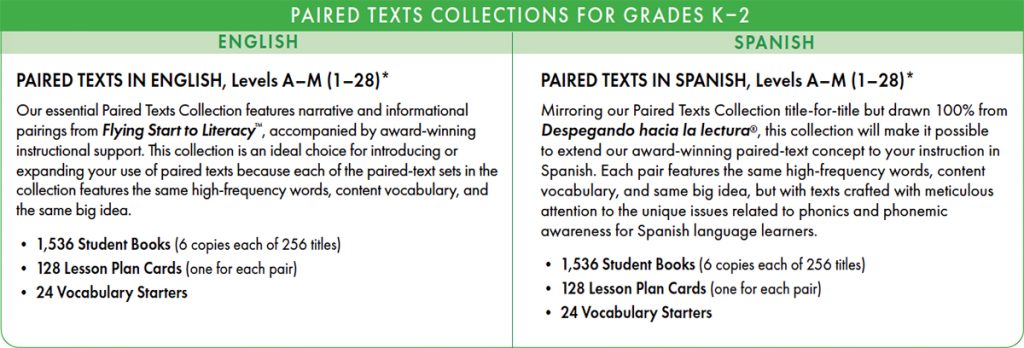 PAIRED TEXTS COLLECTIONS FOR GRADES K–2
ENGLISH
PAIRED TEXTS IN ENGLISH, Levels A–M (1–28)*
Our essential Paired Texts Collection features narrative and informational
pairings from Flying Start to Literacy™, accompanied by award-winning
instructional support. This collection is an ideal choice for introducing or
expanding your use of paired texts because each of the paired-text sets in the
collection features the same high-frequency words, content vocabulary, and
the same big idea.
• 1,536 Student Books (6 copies each of 256 titles)
• 128 Lesson Plan Cards (one for each pair)
• 24 Vocabulary Starters
SPANISH
PAIRED TEXTS IN SPANISH, Levels A–M (1–28)*
Mirroring our Paired Texts Collection title-for-title but drawn 100% from
Despegando hacia la lectura®, this collection will make it possible
to extend our award-winning paired-text concept to your instruction in
Spanish. Each pair features the same high-frequency words, content
vocabulary, and same big idea, but with texts crafted with meticulous
attention to the unique issues related to phonics and phonemic
awareness for Spanish language learners.
• 1,536 Student Books (6 copies each of 256 titles)
• 128 Lesson Plan Cards (one for each pair)
• 24 Vocabulary Starters